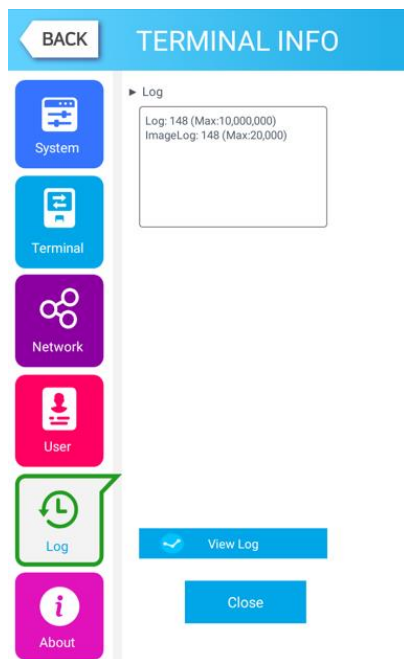 BACK
TERMINAL INFO
System
Terminal
Network
User
Log
About
► Log
Log: 148 (Max:10,000,000)
ImageLog: 148 (Max:20,000)
View Log
Close